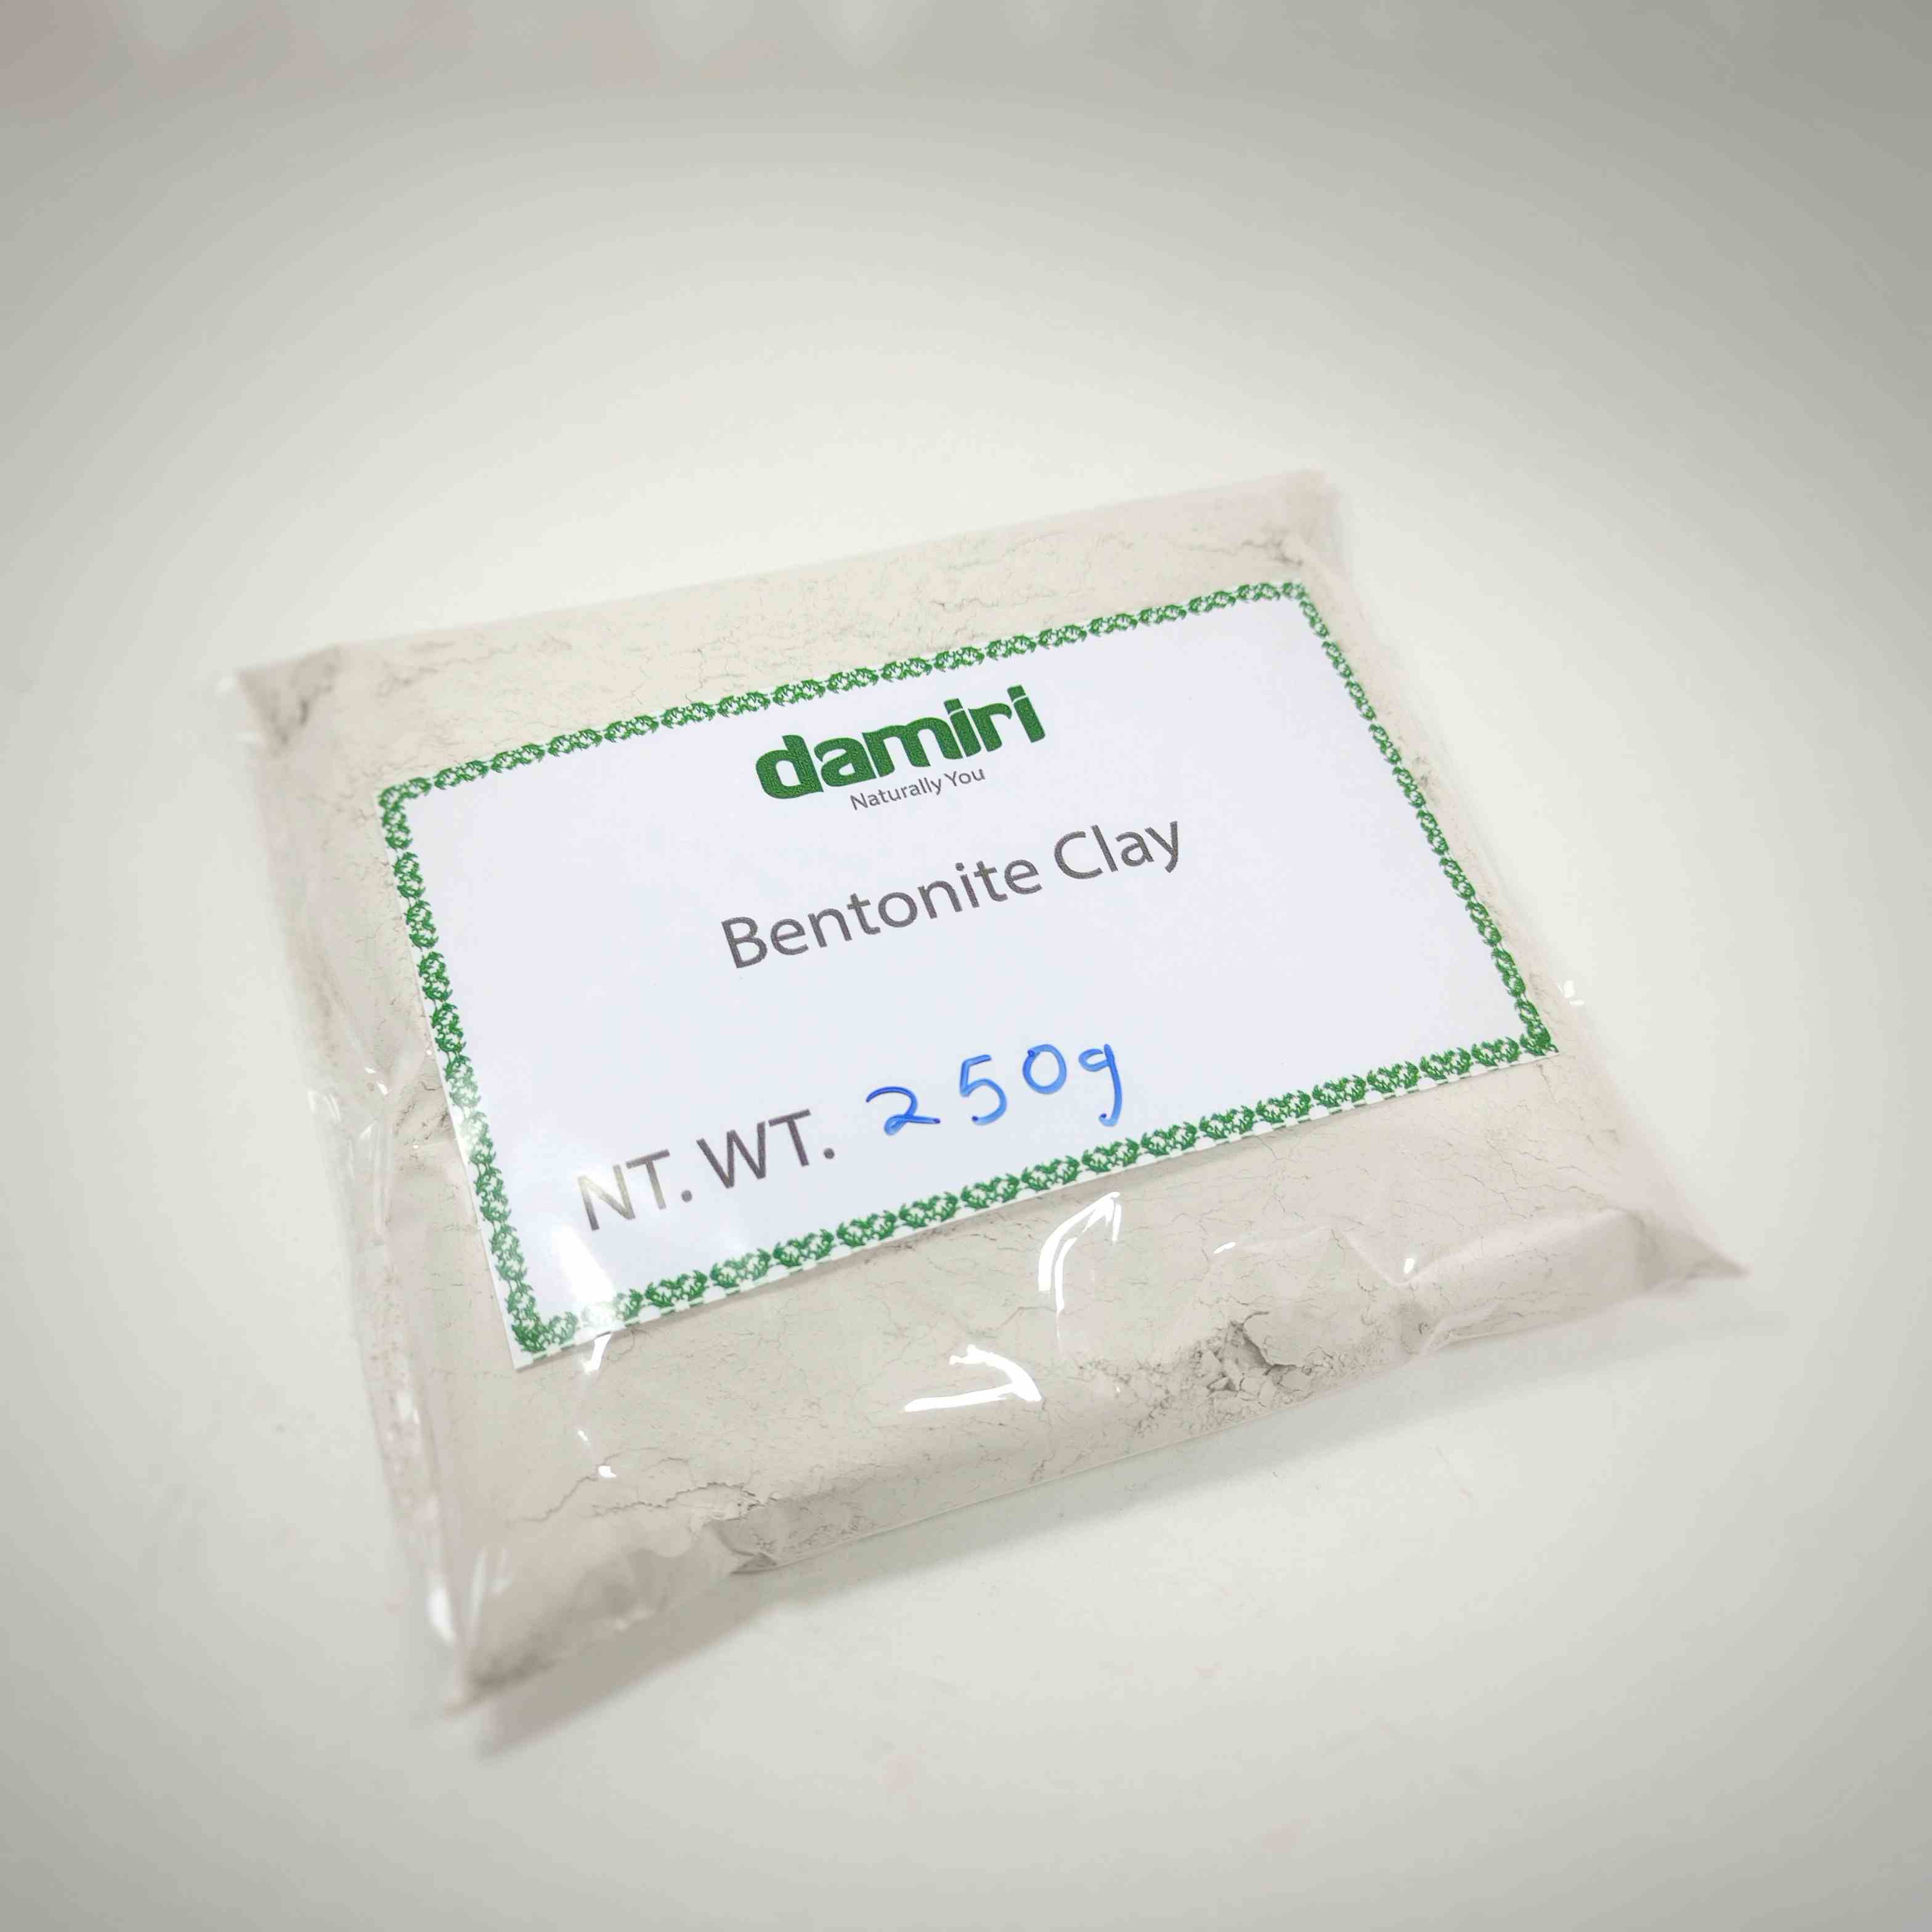 damiri
Naturally You
Bentonite Clay
NT. WT. 250g